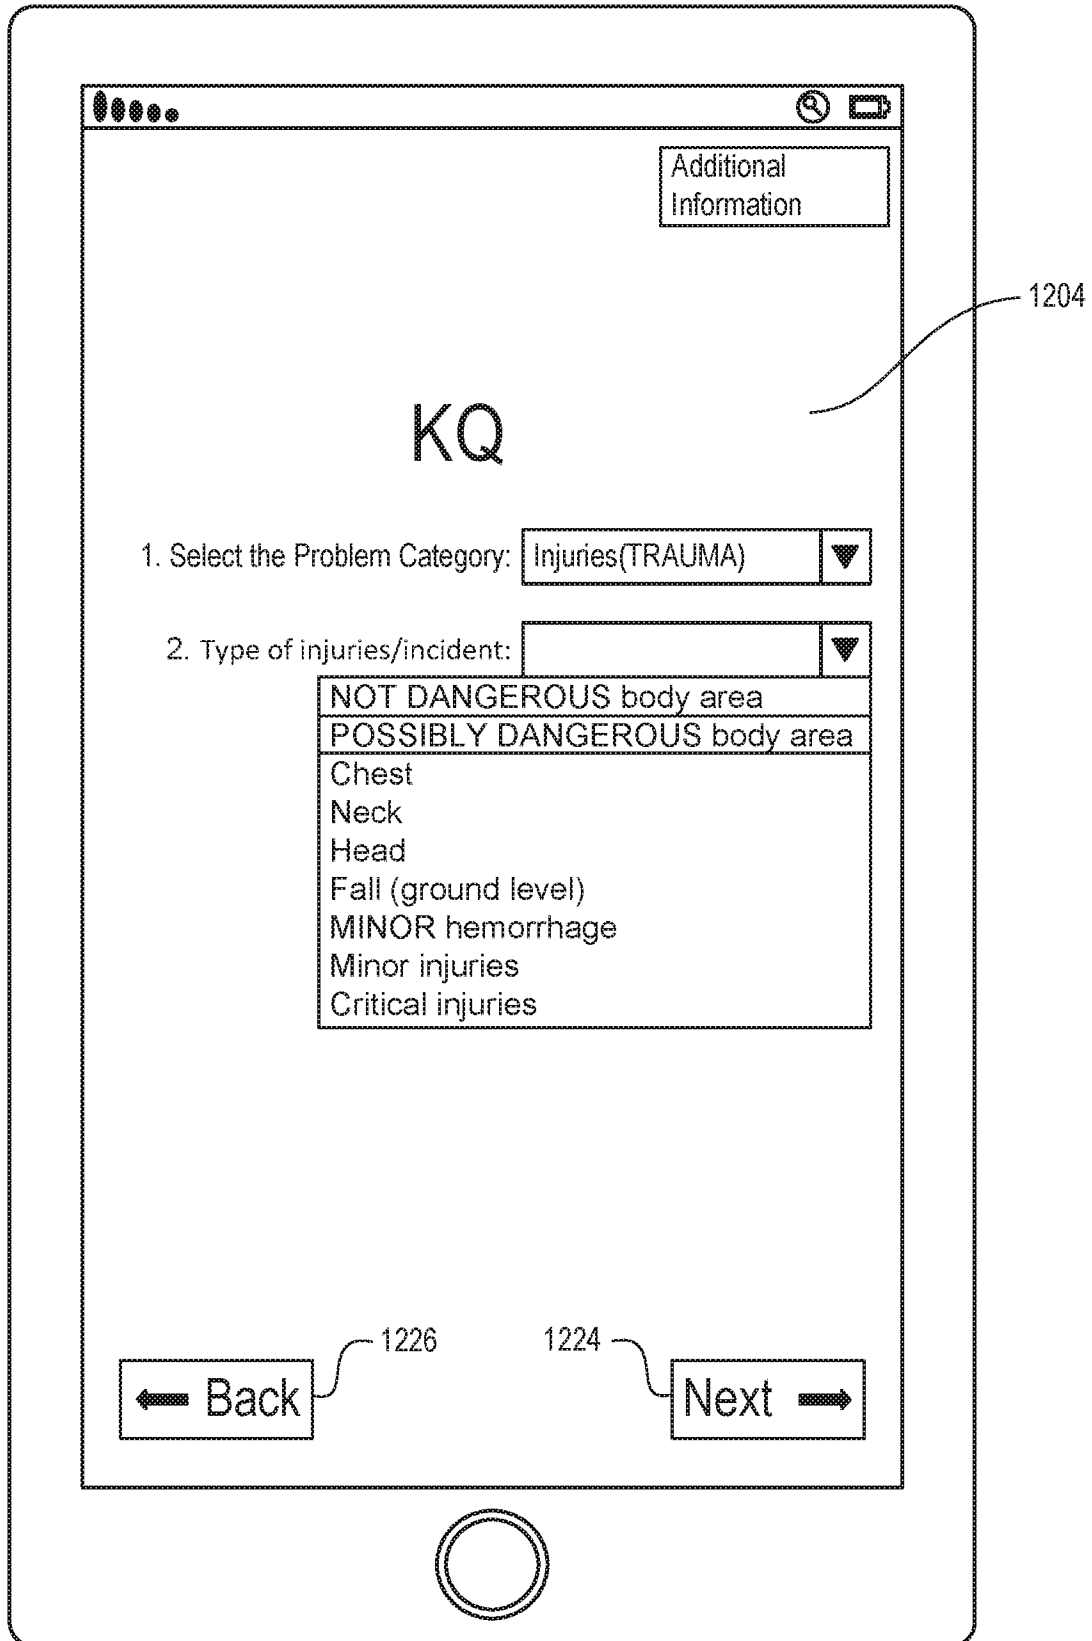 Additional
Information
1204
KQ
1. Select the Problem Category: Injuries(TRAUMA)
2. Type of injuries/incident:
NOT DANGEROUS body area
POSSIBLY DANGEROUS body area
Chest
Neck
Head
Fall (ground level)
MINOR hemorrhage
Minor injuries
Critical injuries
1226 1224
Back Next